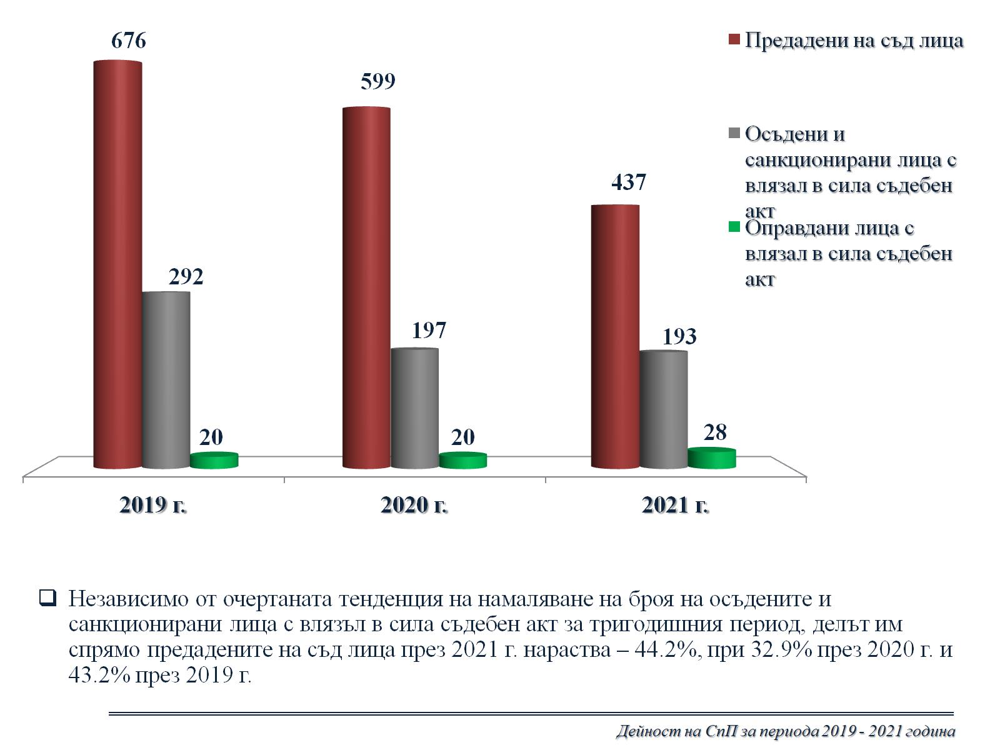 676
599
437
292
197
193
20
20
28
2019 г.
2020 г.
2021 г.
Предадени на съд лица
Осъдени и
санкционирани лица с
влязал в сила съдебен
акт
Оправдани лица с
влязал в сила съдебен
акт
Независимо от очертаната тенденция на намаляване на броя на осъдените и
санкционирани лица с влязъл в сила съдебен акт за тригодишния период, делът им
спрямо предадените на съд лица през 2021 г. нараства – 44.2%, при 32.9% през 2020 г. и
43.2% през 2019 г.
Дейност на СпП за периода 2019 - 2021 година